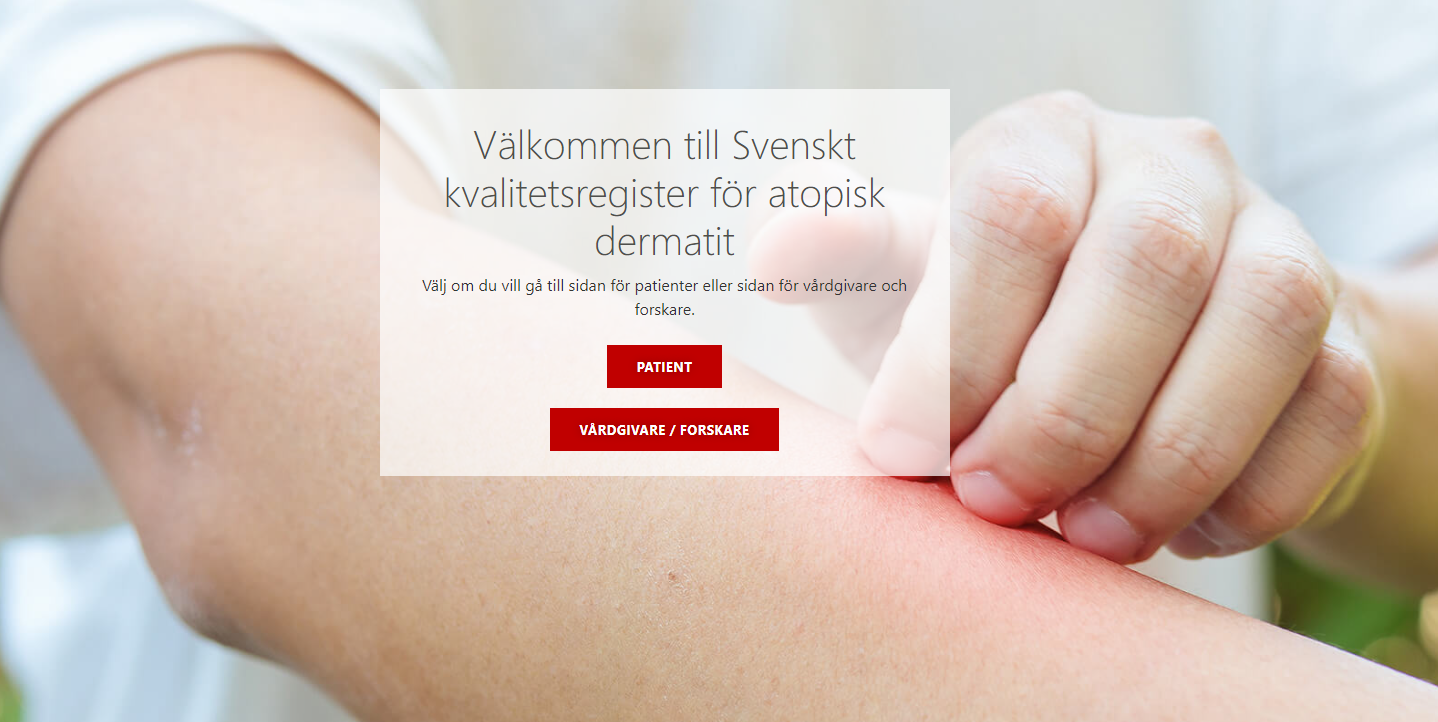 Välkommen till Svenskt
kvalitetsregister för atopisk
dermatit
Välj om du vill gå till sidan för patienter eller sidan för vårdgivare och
forskare.
PATIENT
VÅRDGIVARE / FORSKARE